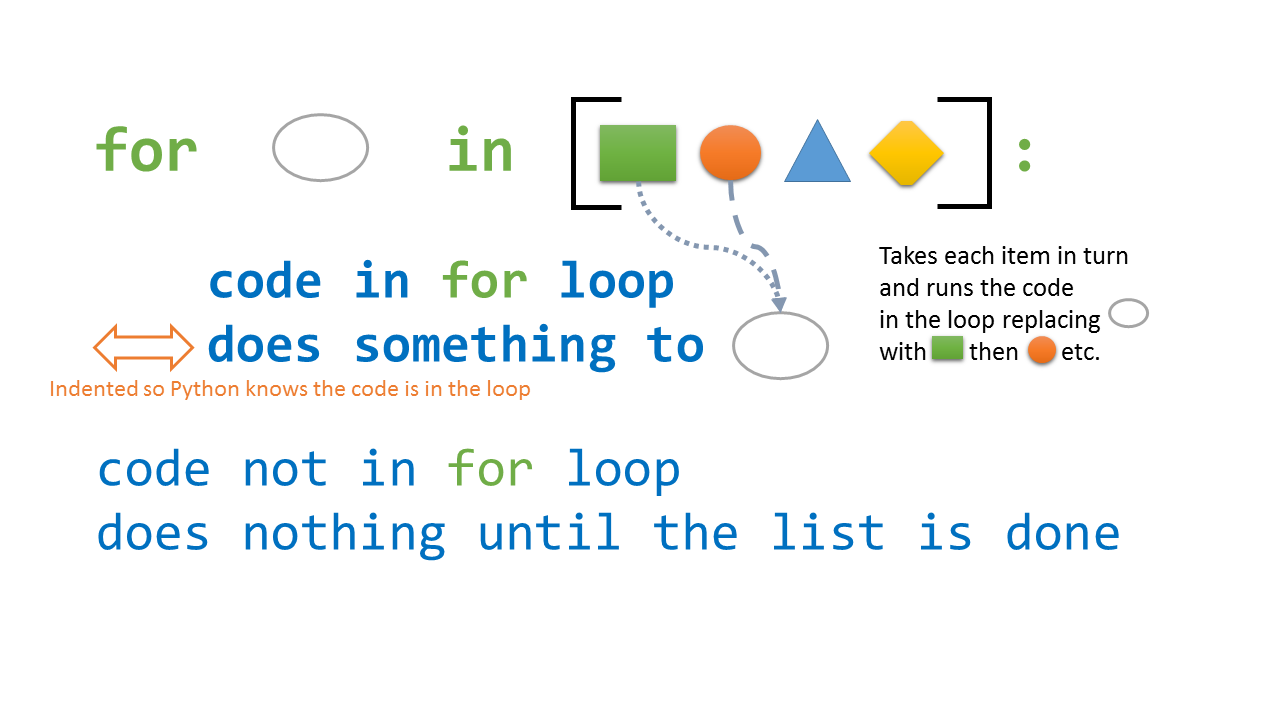 for in [ ] :
code in for loop
does something to
Indented so Python knows the code is in the loop
Takes each item in turn
and runs the code
in the loop replacing
with then etc.
code not in for loop
does nothing until the list is done